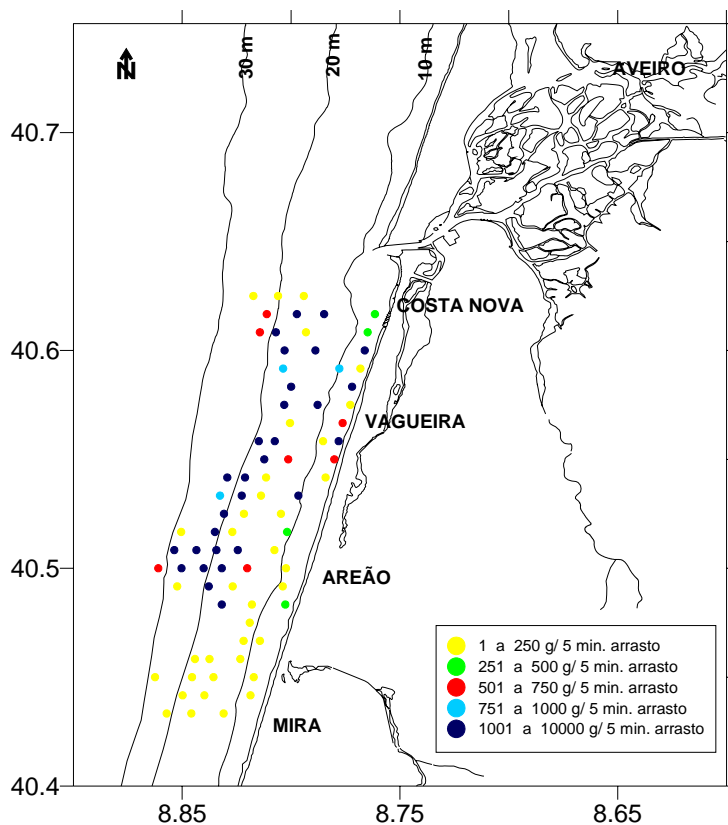 N
30 m
20 m
10 m
AVEIRO
40.7
COSTA NOVA
40.6
VAGUEIRA
40.5
AREÃO
1 a 250 g/ 5 min. arrasto
251 a 500 g/ 5 min. arrasto
501 a 750 g/ 5 min. arrasto
751 a 1000 g/ 5 min. arrasto
1001 a 10000 g/ 5 min. arrasto
MIRA
40.4
8.85
8.75
8.65